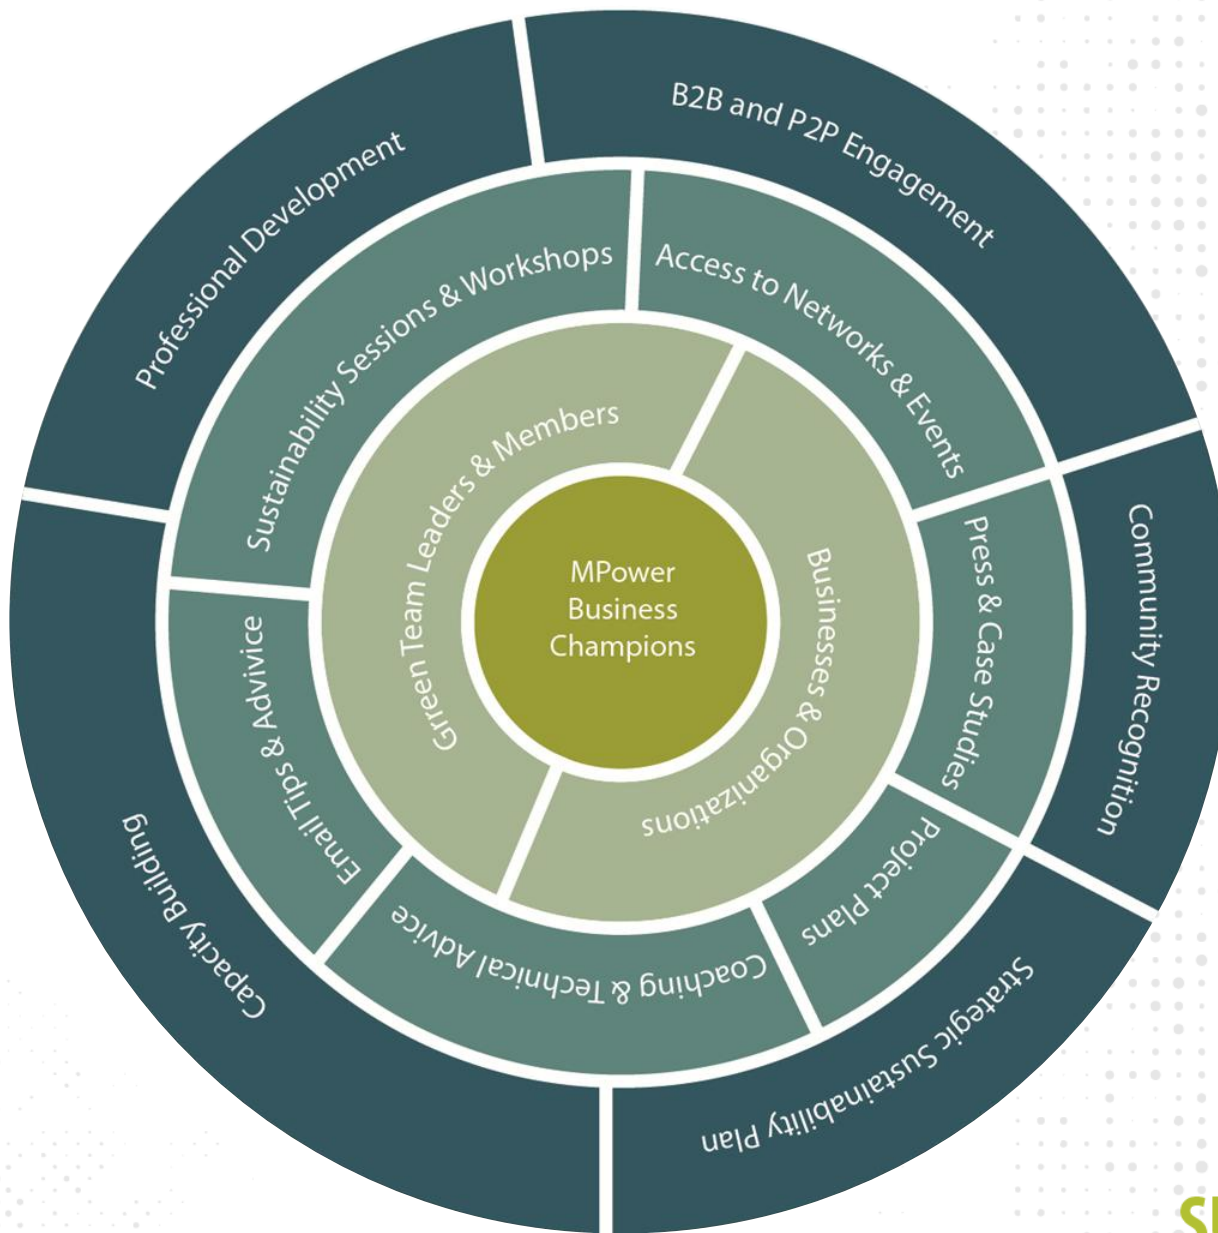 MPower
Business
Champions
Grreen Team Leaders & Members
Businesses & Organizations
Sustainability Sessions & Workshops
Access to Networks & Events
Press & Case Studies
Project Plans
Coaching & Technical Advice
Email Tips & Advivice
Professional Development
B2B and P2P Engagement
Community Recognition
Strategic Sustainability Plan
Capacity Building